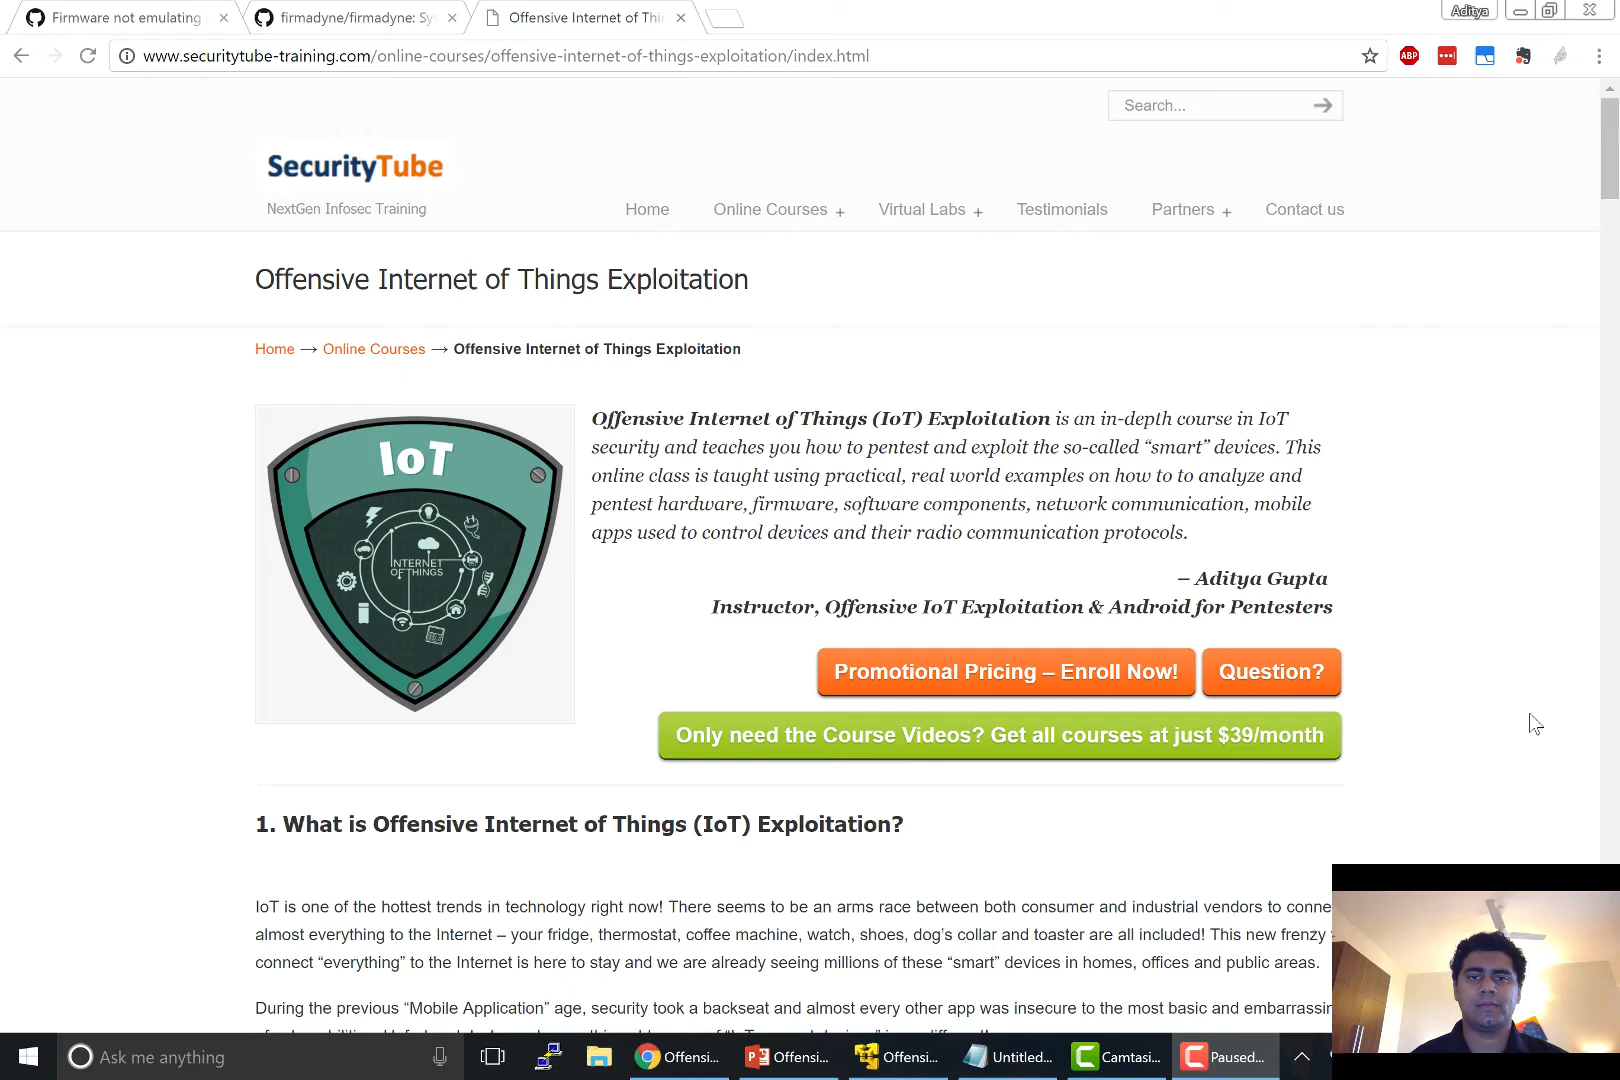 Firmware not emulating
firmadyne/firmadyne: Sys
Offensive Internet of Thin
Aditya
www.securitytube-training.com/online-courses/offensive-internet-of-things-exploitation/index.html
ABP
Search...
SecurityTube
NextGen Infosec Training
Home
Online Courses +
Virtual Labs +
Testimonials
Partners +
Contact us
Offensive Internet of Things Exploitation
Home → Online Courses → Offensive Internet of Things Exploitation
IoT
INTERNET
OF THINGS
Offensive Internet of Things (IoT) Exploitation is an in-depth course in IoT
security and teaches you how to pentest and exploit the so-called “smart” devices. This
online class is taught using practical, real world examples on how to to analyze and
pentest hardware, firmware, software components, network communication, mobile
apps used to control devices and their radio communication protocols.
– Aditya Gupta
Instructor, Offensive IoT Exploitation & Android for Pentesters
Promotional Pricing – Enroll Now!
Question?
Only need the Course Videos? Get all courses at just $39/month
1. What is Offensive Internet of Things (IoT) Exploitation?
IoT is one of the hottest trends in technology right now! There seems to be an arms race between both consumer and industrial vendors to conne
almost everything to the Internet – your fridge, thermostat, coffee machine, watch, shoes, dog’s collar and toaster are all included! This new frenzy
connect “everything” to the Internet is here to stay and we are already seeing millions of these “smart” devices in homes, offices and public areas.
During the previous “Mobile Application” age, security took a backseat and almost every other app was insecure to the most basic and embarrassin
Ask me anything
Offensi...
Offensi...
Offensi...
Untitled...
Camtasi...
Paused...